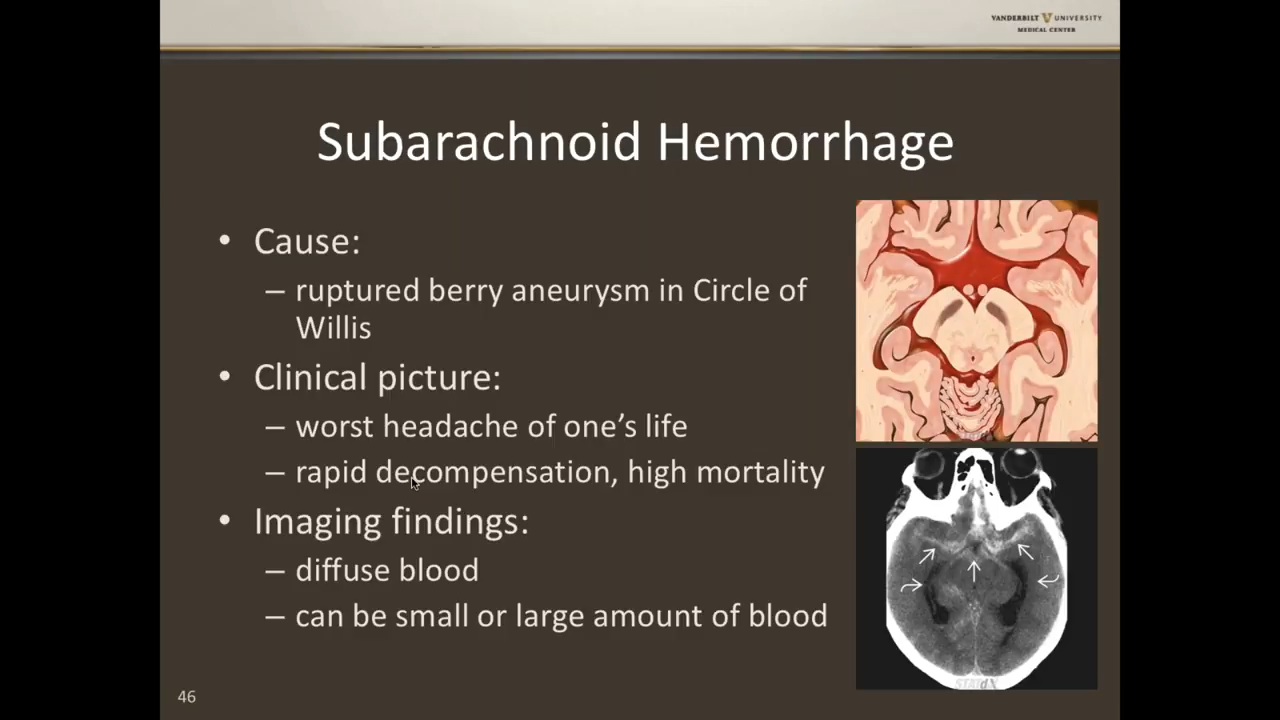 VANDERBILT V UNIVERSITY
MEDICAL CENTER
Subarachnoid Hemorrhage
• Cause:
– ruptured berry aneurysm in Circle of
Willis
• Clinical picture:
– worst headache of one’s life
– rapid decompensation, high mortality
• Imaging findings:
– diffuse blood
– can be small or large amount of blood
STATdX
46